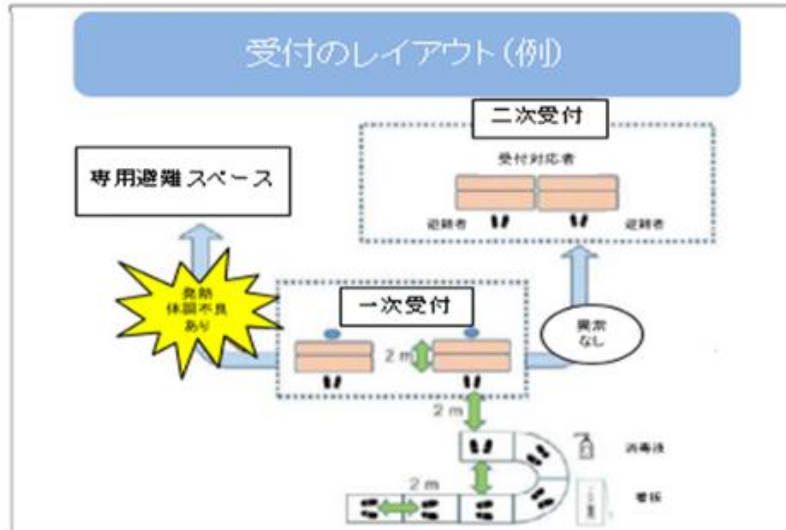 受付のレイアウト(例)
二次受付
受付対応者
専用避難スペース
避難者
避難者
発熱
体調不良
あり
一次受付
異常
なし
2m
2m
2m
消毒液
看板